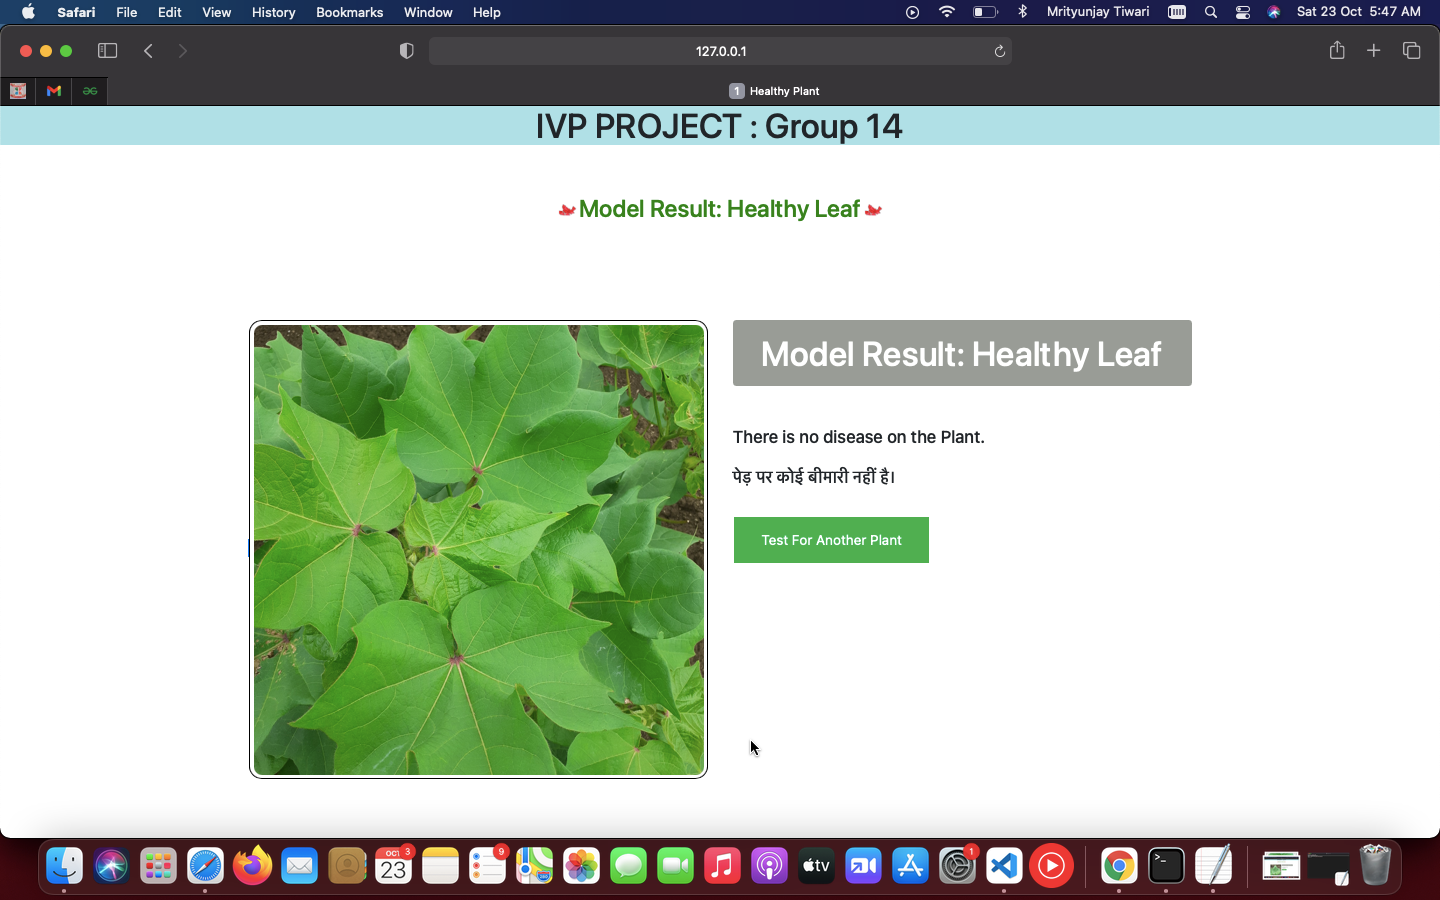 Safari File Edit View History Bookmarks Window Help Mrityunjay Tiwari Sat 23 Oct 5:47 AM
127.0.0.1
1 Healthy Plant
IVP PROJECT : Group 14
Model Result: Healthy Leaf
Model Result: Healthy Leaf
There is no disease on the Plant.
पेड़ पर कोई बीमारी नहीं है।
Test For Another Plant
OCT 3
23
9
tv
1